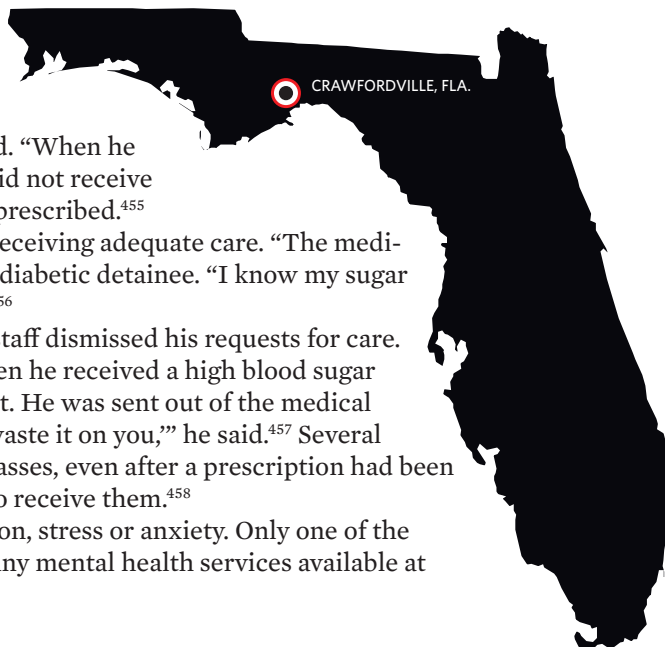 CRAWFORDVILLE, FLA.
d. “When he
id not receive
prescribed.455
eceiving adequate care. “The medi-
diabetic detainee. “I know my sugar
56
taff dismissed his requests for care.
en he received a high blood sugar
t. He was sent out of the medical
vaste it on you,’” he said.457 Several
asses, even after a prescription had been
o receive them.458
on, stress or anxiety. Only one of the
ny mental health services available at